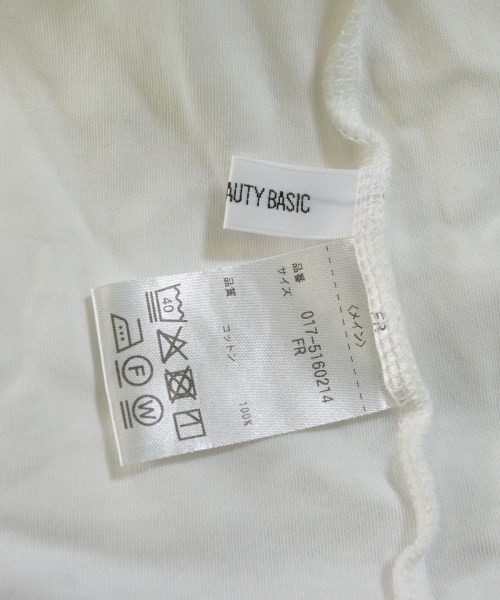 AUTY BASIC
〈メイン〉
FR
品番 017-5160214
サイズ FR
品質 コットン 100%
40
F
W